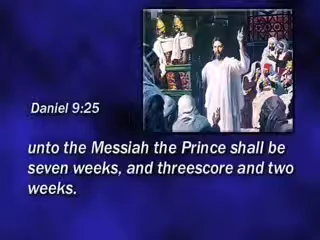 Daniel 9:25
unto the Messiah the Prince shall be
seven weeks, and threescore and two
weeks.